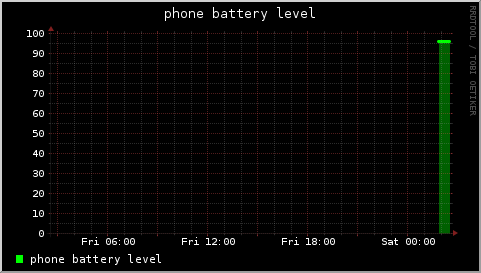 phone battery level
RRDTOOL / TOBI OETIKER
100
90
80
70
60
50
40
30
20
10
0
Fri 06:00 Fri 12:00 Fri 18:00 Sat 00:00
phone battery level